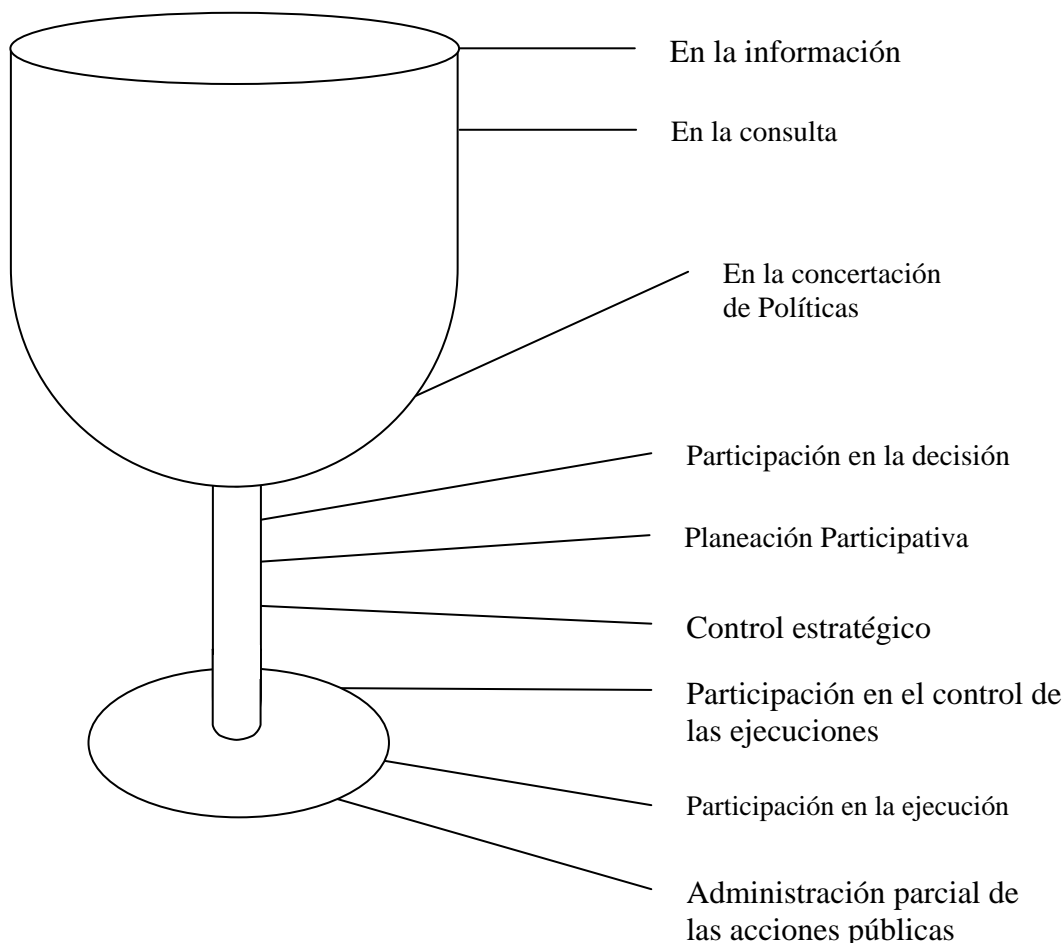 En la información
En la consulta
En la concertación
de Políticas
Participación en la decisión
Planeación Participativa
Control estratégico
Participación en el control de
las ejecuciones
Participación en la ejecución
Administración parcial de
las acciones públicas